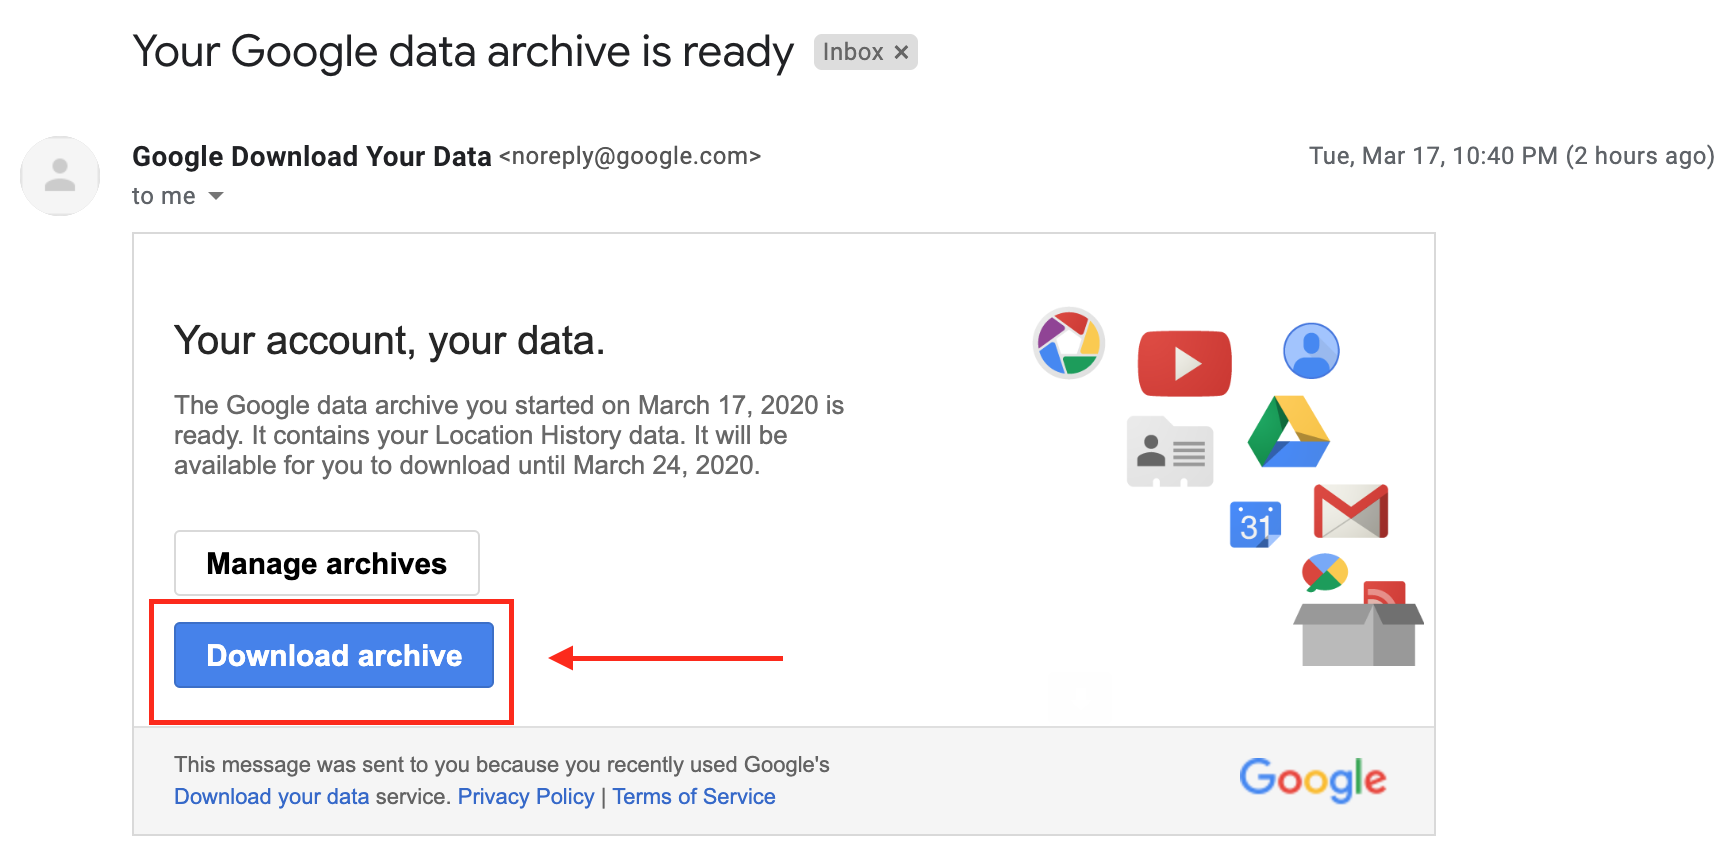 Your Google data archive is ready Inbox ×
Google Download Your Data <noreply@google.com> Tue, Mar 17, 10:40 PM (2 hours ago)
to me
Your account, your data.
The Google data archive you started on March 17, 2020 is
ready. It contains your Location History data. It will be
available for you to download until March 24, 2020.
31
Manage archives
Download archive
This message was sent to you because you recently used Google's
Download your data service. Privacy Policy | Terms of Service
Google